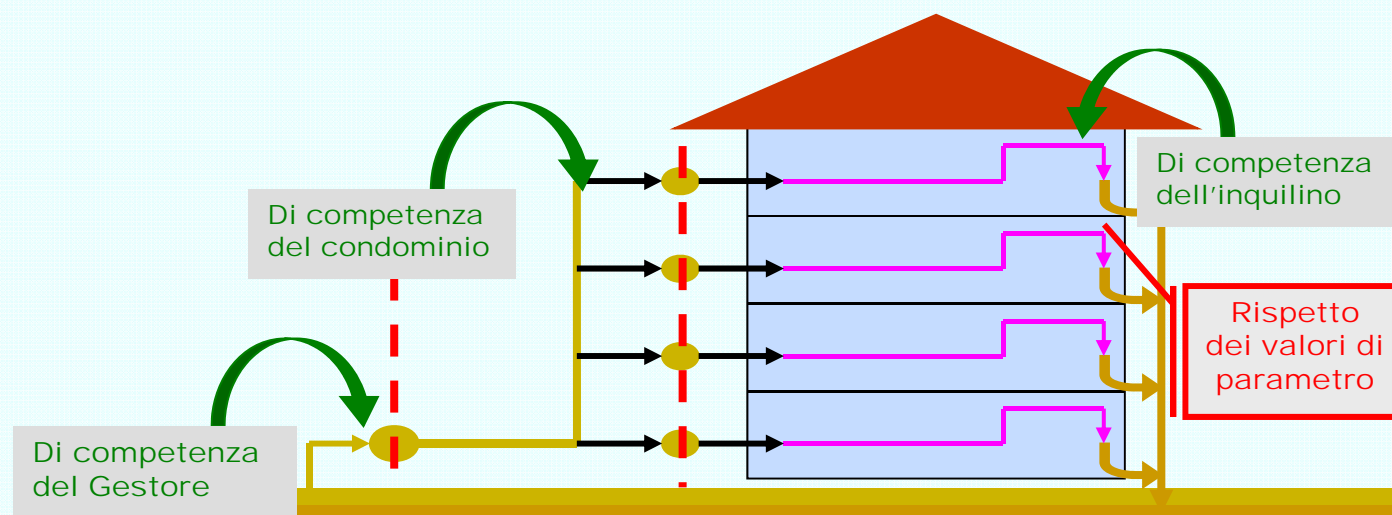 Di competenza
del condominio
Di competenza
dell'inquilino
Di competenza
del Gestore
Rispetto
dei valori di
parametro